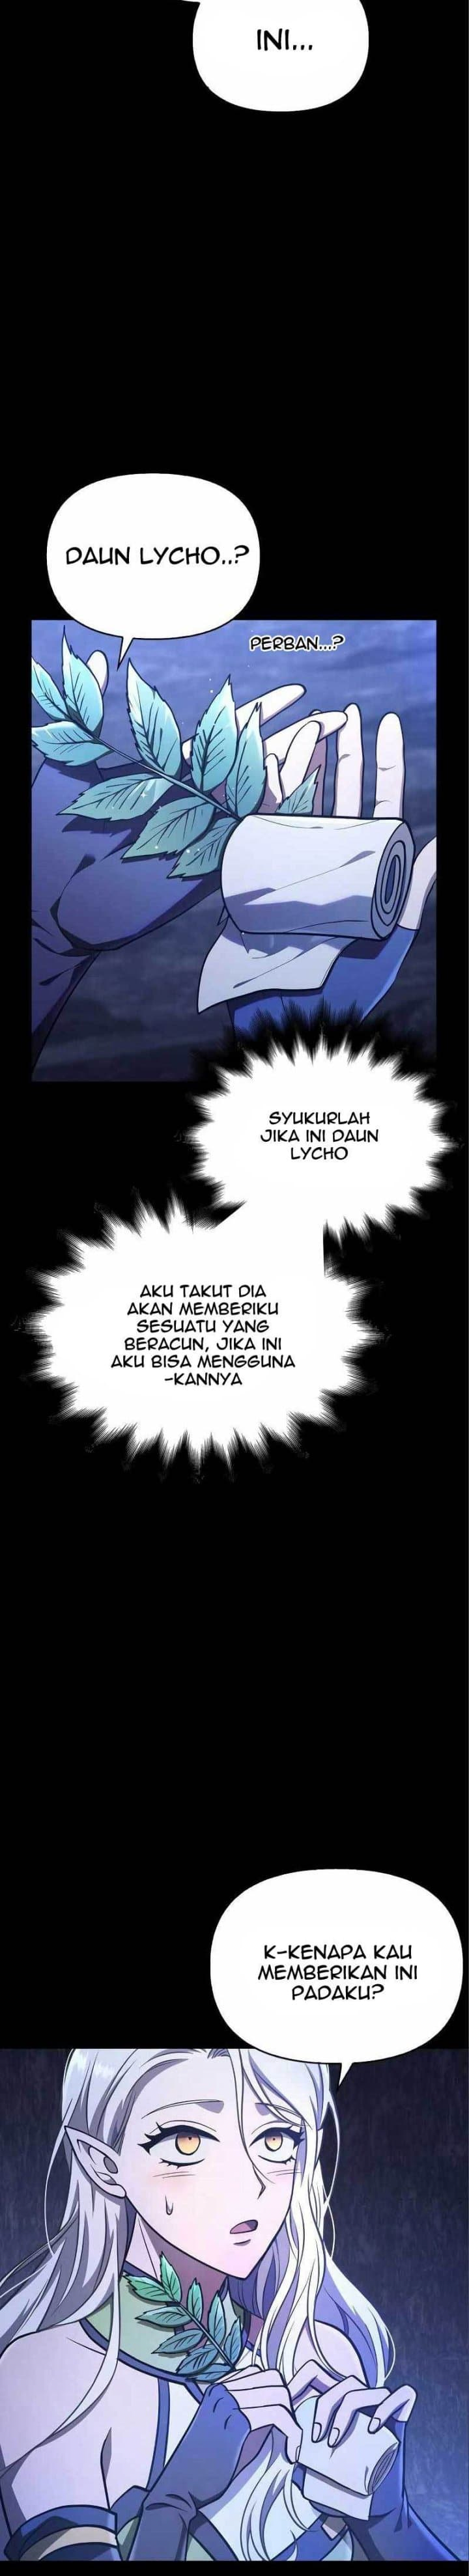 INI...
DAUN LYCHO..?
PERBAN...?
SYUKURLAH
JIKA INI DAUN
LYCHO
AKU TAKUT DIA
AKAN MEMBERIKU
SESUATU YANG
BERACUN, JIKA INI
AKU BISA MENGGUNA
-KANNYA
K-KENAPA KAU
MEMBERIKAN INI
PADAKU?